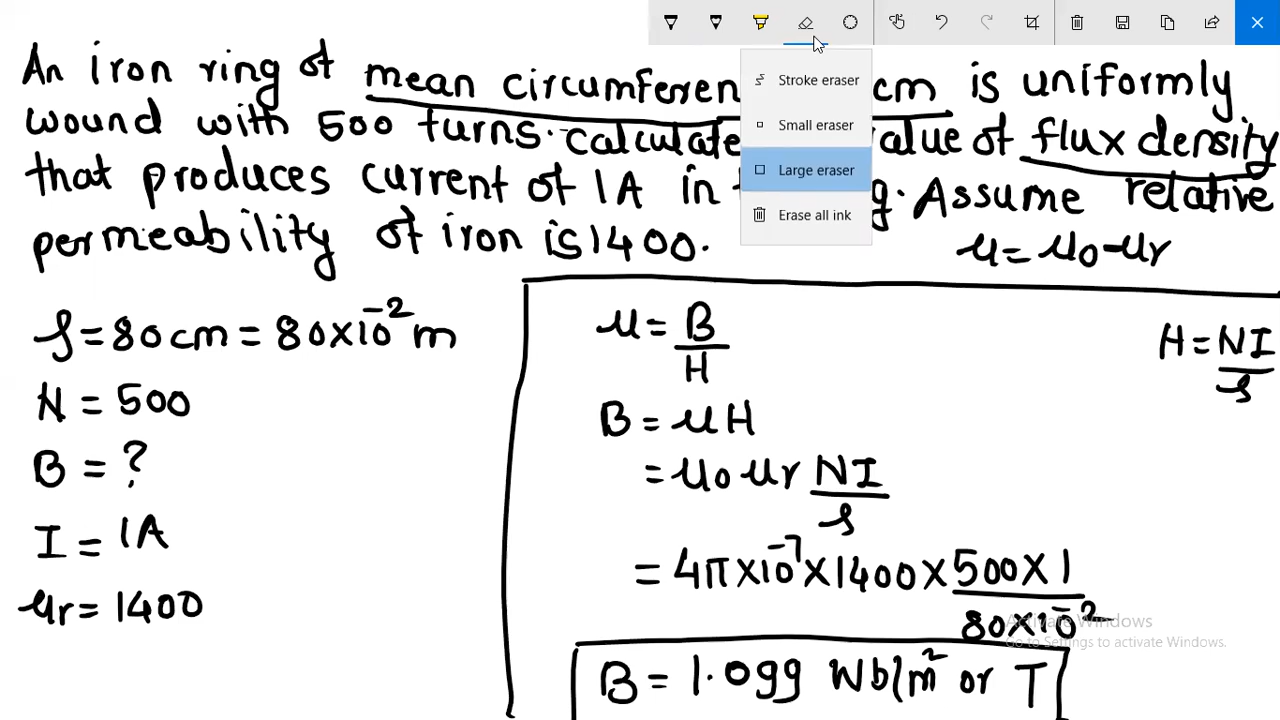 Stroke eraser
Small eraser
Large eraser
Erase all ink
An iron ring of mean circumferen cm is uniformly
wound with 500 turns. calculate alue of flux density
that produces current of 1A in g. Assume relative
permeability of iron is 1400.
μ = μ0 μr
l = 80 cm = 80×10⁻² m
N = 500
B = ?
I = 1A
μr = 1400
μ = B/H
H = NI/l
B = μH
= μ0 μr NI/l
= 4π×10⁻⁷×1400×500×1/80×10⁻²
B = 1.099 Wb/m² or T
Activate Windows
Go to Settings to activate Windows.